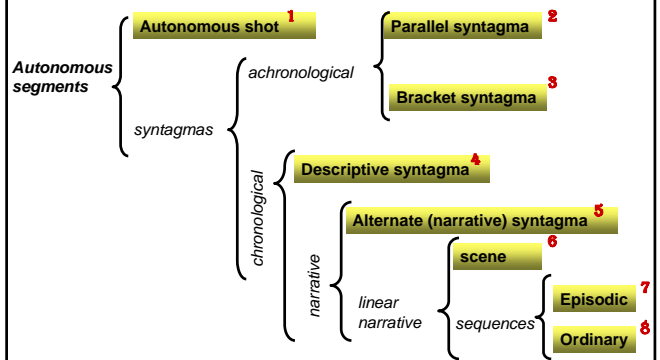 Autonomous shot 1
Parallel syntagma 2
Autonomous segments
achronological
Bracket syntagma 3
syntagmas
chronological
Descriptive syntagma 4
Alternate (narrative) syntagma 5
narrative
scene 6
linear narrative
sequences
Episodic 7
Ordinary 8